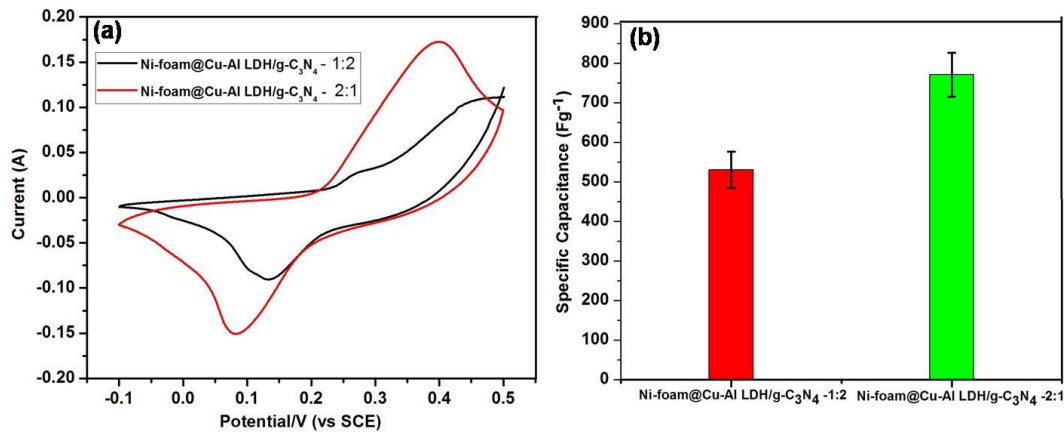 (a)
Ni-foam@Cu-Al LDH/g-C₃N₄ - 1:2
Ni-foam@Cu-Al LDH/g-C₃N₄ - 2:1
0.20
0.15
0.10
0.05
0.00
-0.05
-0.10
-0.15
-0.20
Current (A)
-0.1 0.0 0.1 0.2 0.3 0.4 0.5
Potential/V (vs SCE)
(b)
900
800
700
600
500
400
300
200
100
0
Specific Capacitance (Fg⁻¹)
Ni-foam@Cu-Al LDH/g-C₃N₄ -1:2 Ni-foam@Cu-Al LDH/g-C₃N₄ -2:1